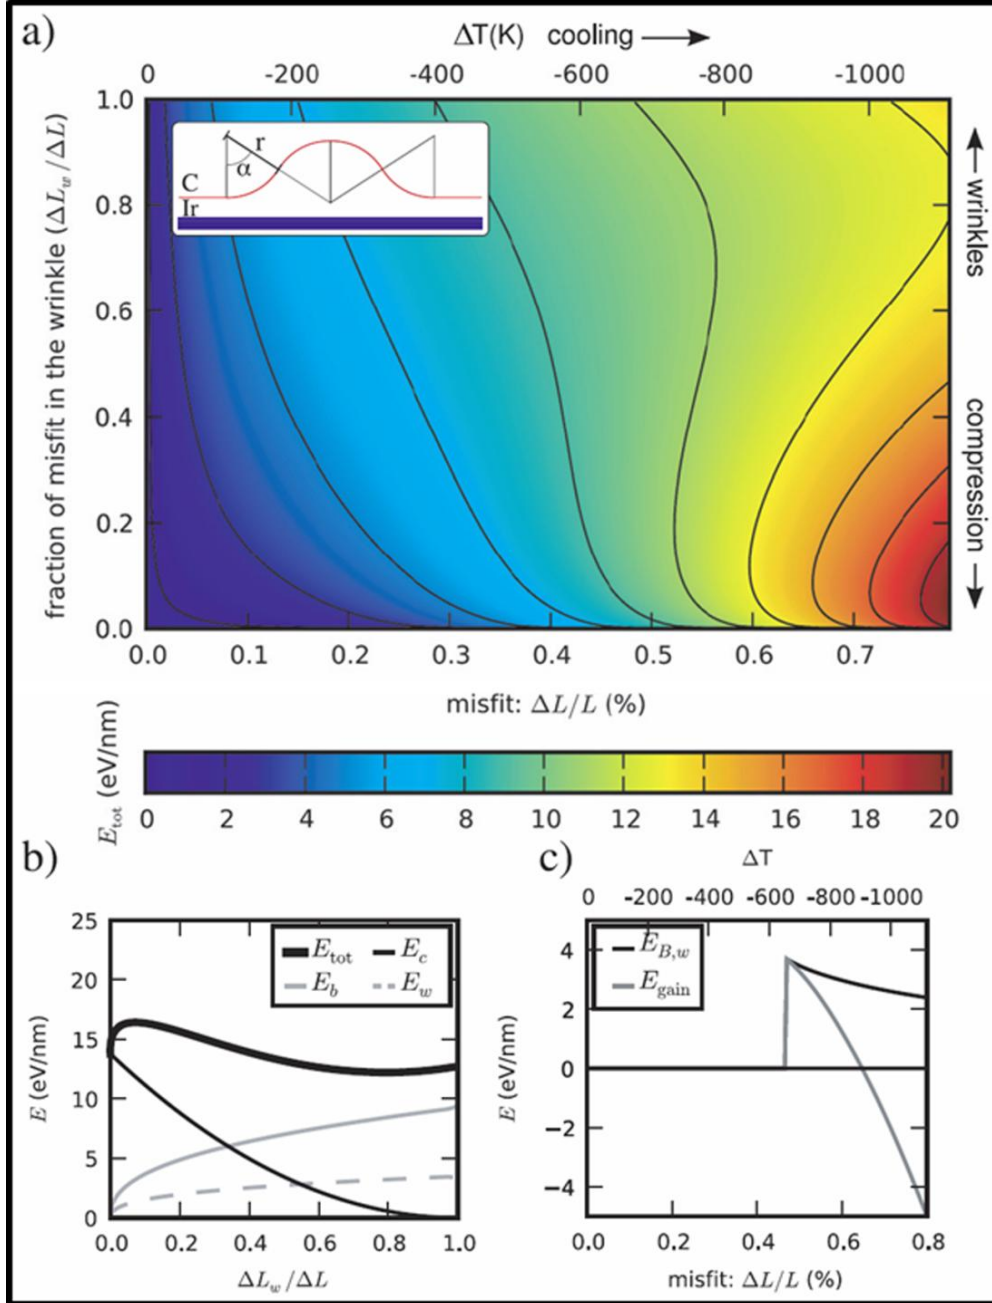 a)
ΔT(K) cooling
0 -200 -400 -600 -800 -1000
fraction of misfit in the wrinkle (ΔL_w/ΔL)
1.0
0.8
0.6
0.4
0.2
0.0
r
α
C
Ir
wrinkles
compression
0.0 0.1 0.2 0.3 0.4 0.5 0.6 0.7
misfit: ΔL/L (%)
E_tot (eV/nm)
0 2 4 6 8 10 12 14 16 18 20
b)
E (eV/nm)
25
20
15
10
5
0
E_tot E_c
E_b E_w
0.0 0.2 0.4 0.6 0.8 1.0
ΔL_w/ΔL
c)
ΔT
0 -200 -400 -600 -800 -1000
E (eV/nm)
4
2
0
−2
−4
E_B,w
E_gain
0.0 0.2 0.4 0.6 0.8
misfit: ΔL/L (%)